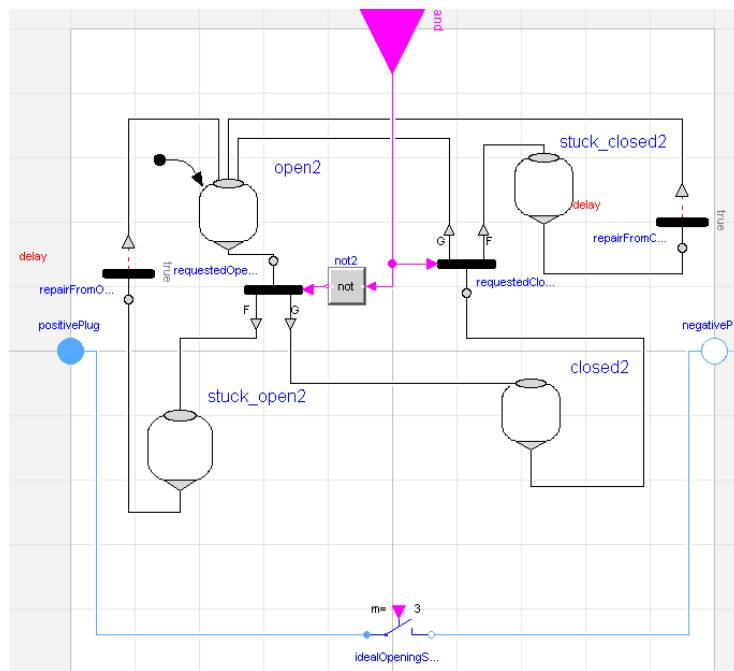 and
stuck_closed2
open2
delay
true
G
F
repairFromC...
delay
true
requestedOpe...
not2
not
requestedClo...
repairFromO...
F
G
positivePlug
negativeP
closed2
stuck_open2
m=
3
idealOpeningS...